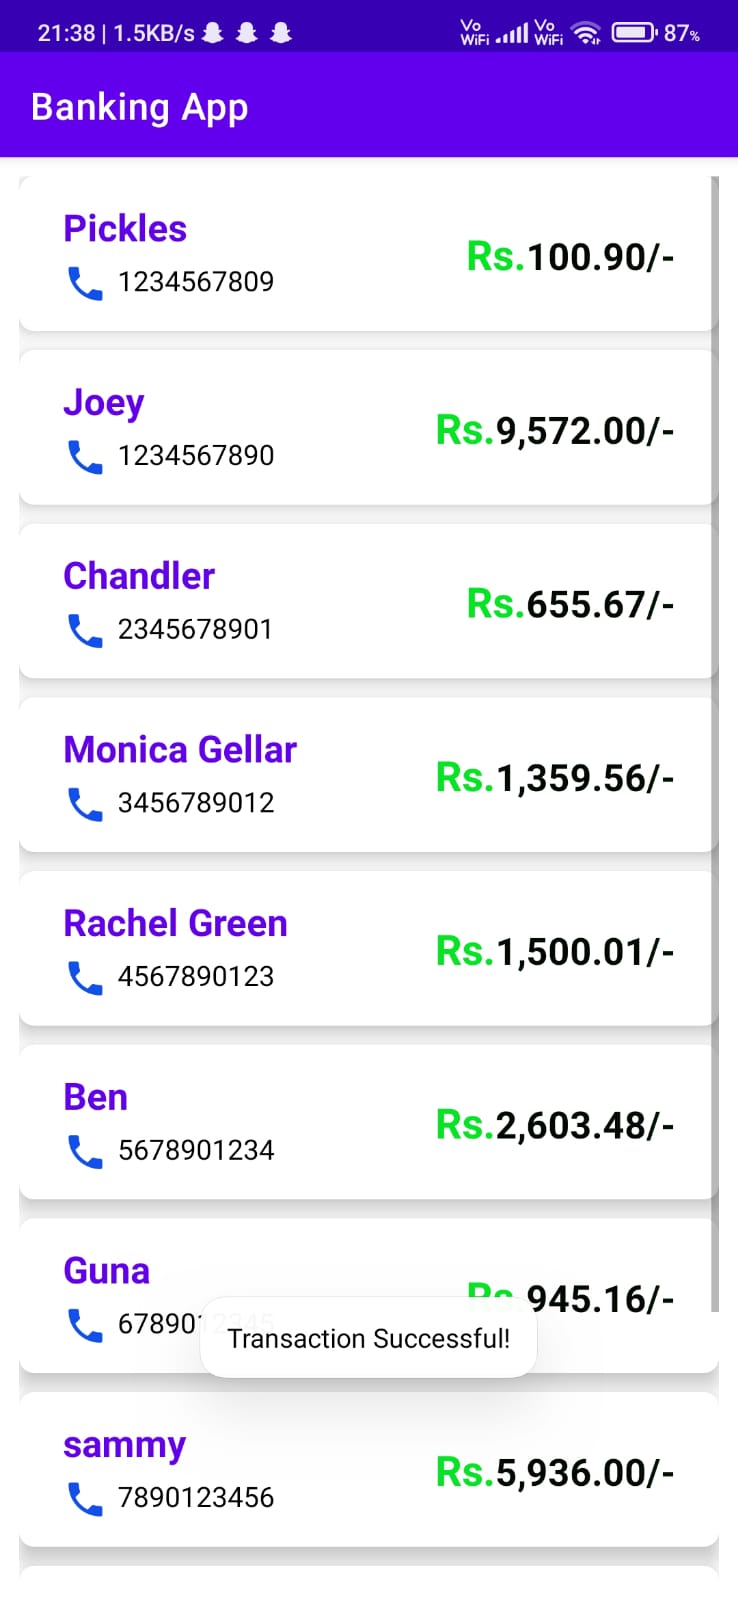 21:38 | 1.5KB/s Vo WiFi Vo WiFi 87%
Banking App
Pickles
1234567809
Rs.100.90/-
Joey
1234567890
Rs.9,572.00/-
Chandler
2345678901
Rs.655.67/-
Monica Gellar
3456789012
Rs.1,359.56/-
Rachel Green
4567890123
Rs.1,500.01/-
Ben
5678901234
Rs.2,603.48/-
Guna
6789012345
Rs.945.16/-
Transaction Successful!
sammy
7890123456
Rs.5,936.00/-